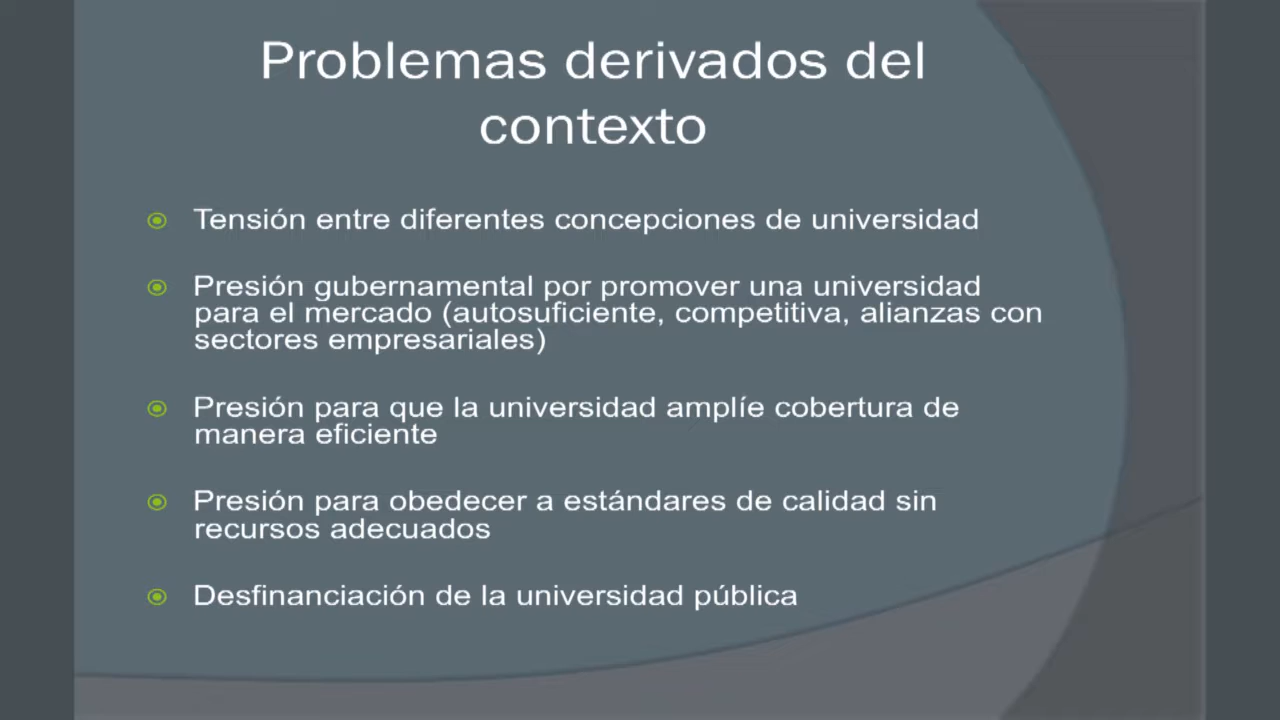 Problemas derivados del
contexto
Tensión entre diferentes concepciones de universidad
Presión gubernamental por promover una universidad
para el mercado (autosuficiente, competitiva, alianzas con
sectores empresariales)
Presión para que la universidad amplíe cobertura de
manera eficiente
Presión para obedecer a estándares de calidad sin
recursos adecuados
Desfinanciación de la universidad pública